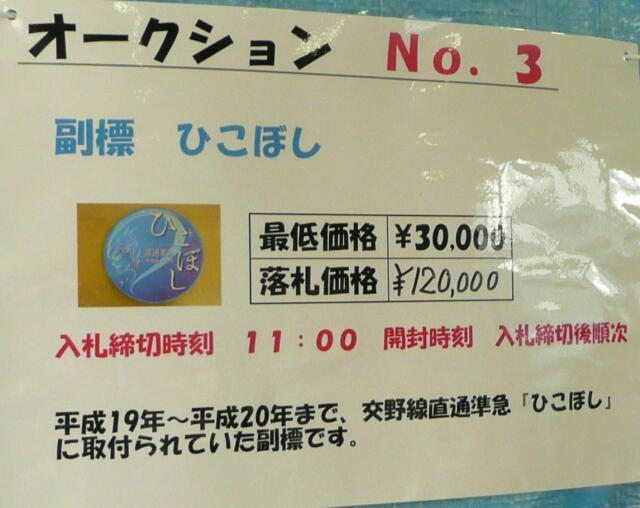 オークション No. 3
副標 ひこぼし
ひこぼし
最低価格 ¥30,000
落札価格 ¥120,000
入札締切時刻 11:00 開封時刻 入札締切後順次
平成19年~平成20年まで、交野線直通準急『ひこぼし』
に取付られていた副標です。